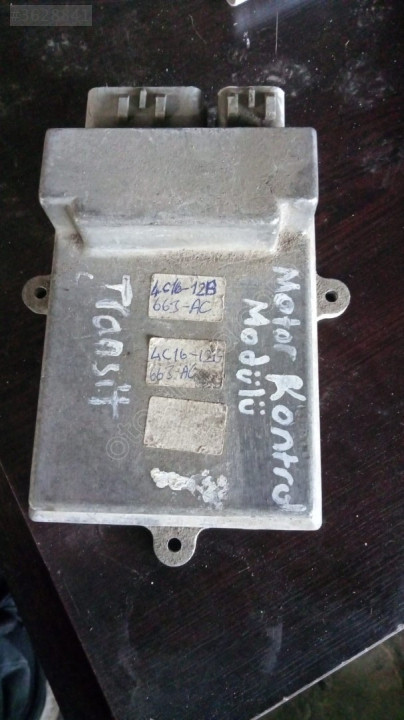 4C16-12B
663-AC
4C16-12
663 AC
Transit
Motor Kontrol
Modülü